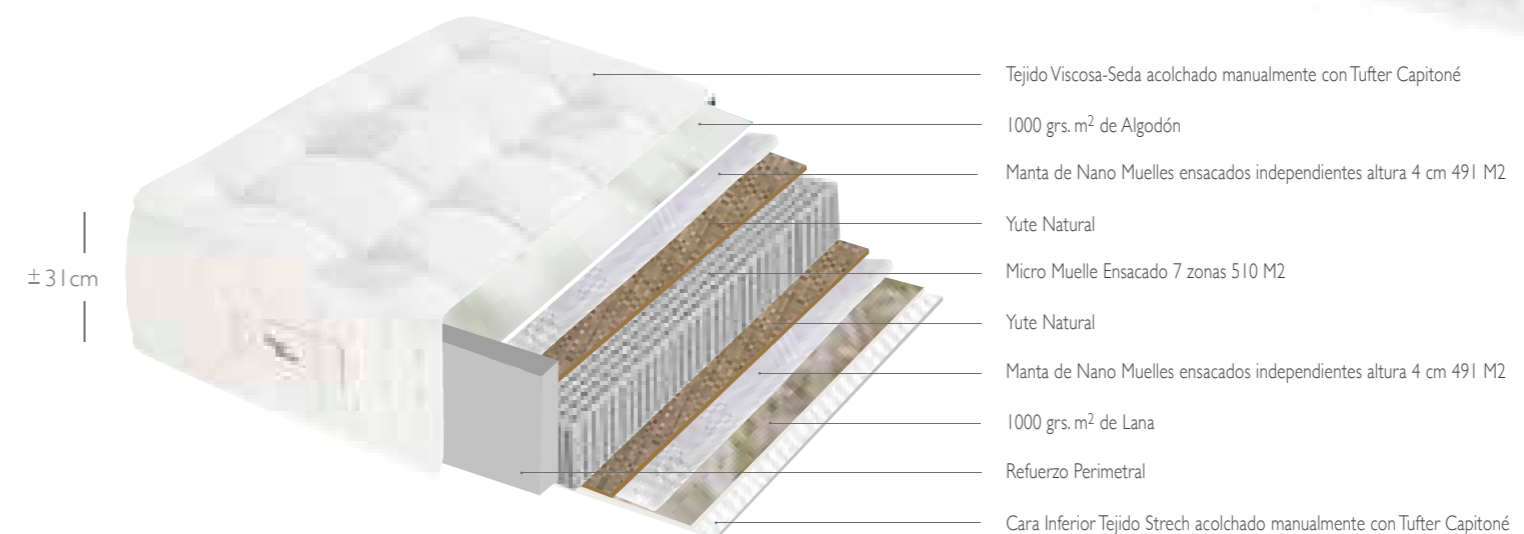 Tejido Viscosa-Seda acolchado manualmente con Tufter Capitoné
1000 grs. m² de Algodón
Manta de Nano Muelles ensacados independientes altura 4 cm 491 M2
Yute Natural
±31cm
Micro Muelle Ensacado 7 zonas 510 M2
Yute Natural
Manta de Nano Muelles ensacados independientes altura 4 cm 491 M2
1000 grs. m² de Lana
Refuerzo Perimetral
Cara Inferior Tejido Strech acolchado manualmente con Tufter Capitoné